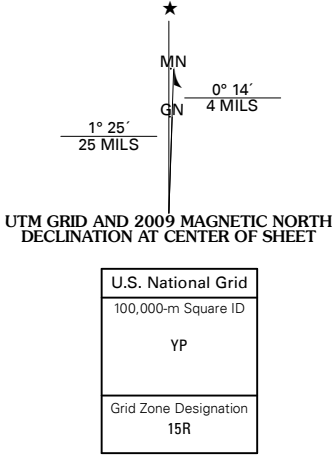 ★
MN
0° 14´
4 MILS
GN
1° 25´
25 MILS
UTM GRID AND 2009 MAGNETIC NORTH
DECLINATION AT CENTER OF SHEET
U.S. National Grid
100,000-m Square ID
YP
Grid Zone Designation
15R